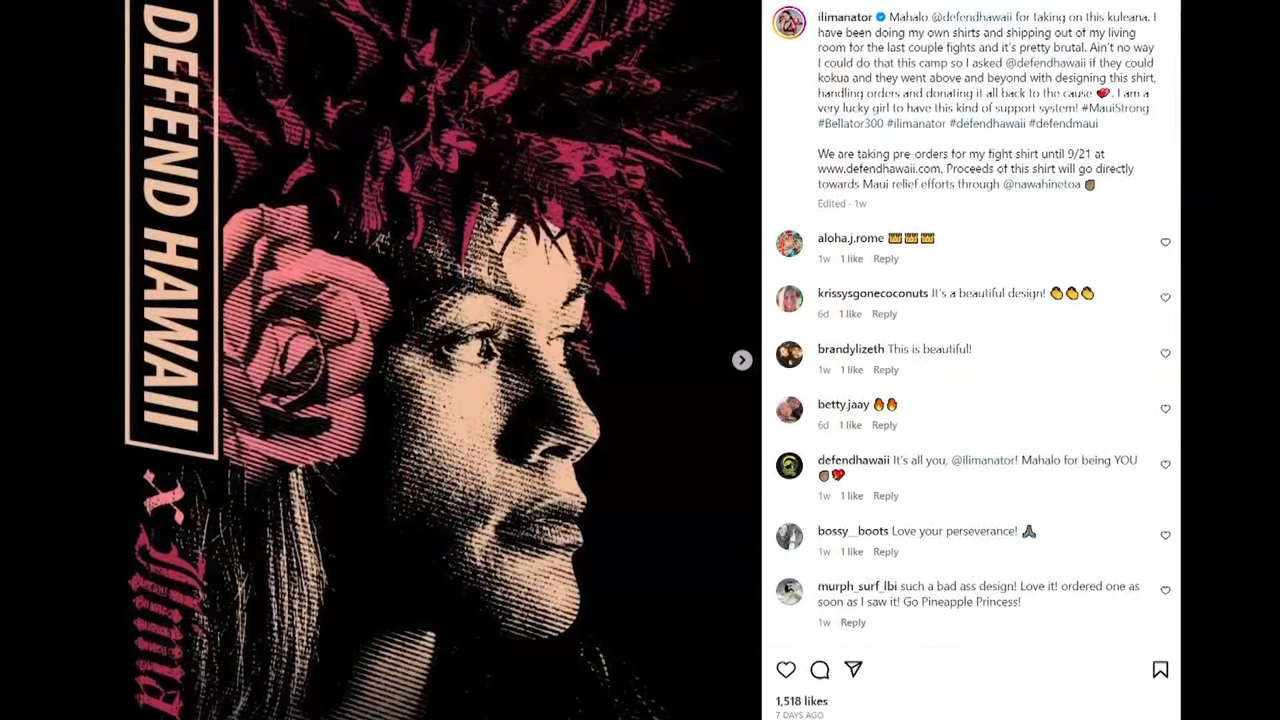 DEFEND HAWAII
x Ilima
ilimanator Mahalo @defendhawaii for taking on this kuleana. I
have been doing my own shirts and shipping out of my living
room for the last couple fights and it's pretty brutal. Ain't no way
I could do that this camp so I asked @defendhawaii if they could
kokua and they went above and beyond with designing this shirt,
handling orders and donating it all back to the cause 💕. I am a
very lucky girl to have this kind of support system! #MauiStrong
#Bellator300 #ilimanator #defendhawaii #defendmaui
We are taking pre-orders for my fight shirt until 9/21 at
www.defendhawaii.com. Proceeds of this shirt will go directly
towards Maui relief efforts through @nawahinetoa ✊🏽
Edited · 1w
aloha.j.rome
1w 1 like Reply
krissysgonecoconuts It's a beautiful design! 👏👏👏
6d 1 like Reply
brandylizeth This is beautiful!
1w 1 like Reply
betty.jaay 🔥🔥
6d 1 like Reply
defendhawaii It's all you, @ilimanator! Mahalo for being YOU
✊🏽💕
1w 1 like Reply
bossy__boots Love your perseverance! 🙏
1w 1 like Reply
murph_surf_lbi such a bad ass design! Love it! ordered one as
soon as I saw it! Go Pineapple Princess!
1w Reply
1,518 likes
7 DAYS AGO